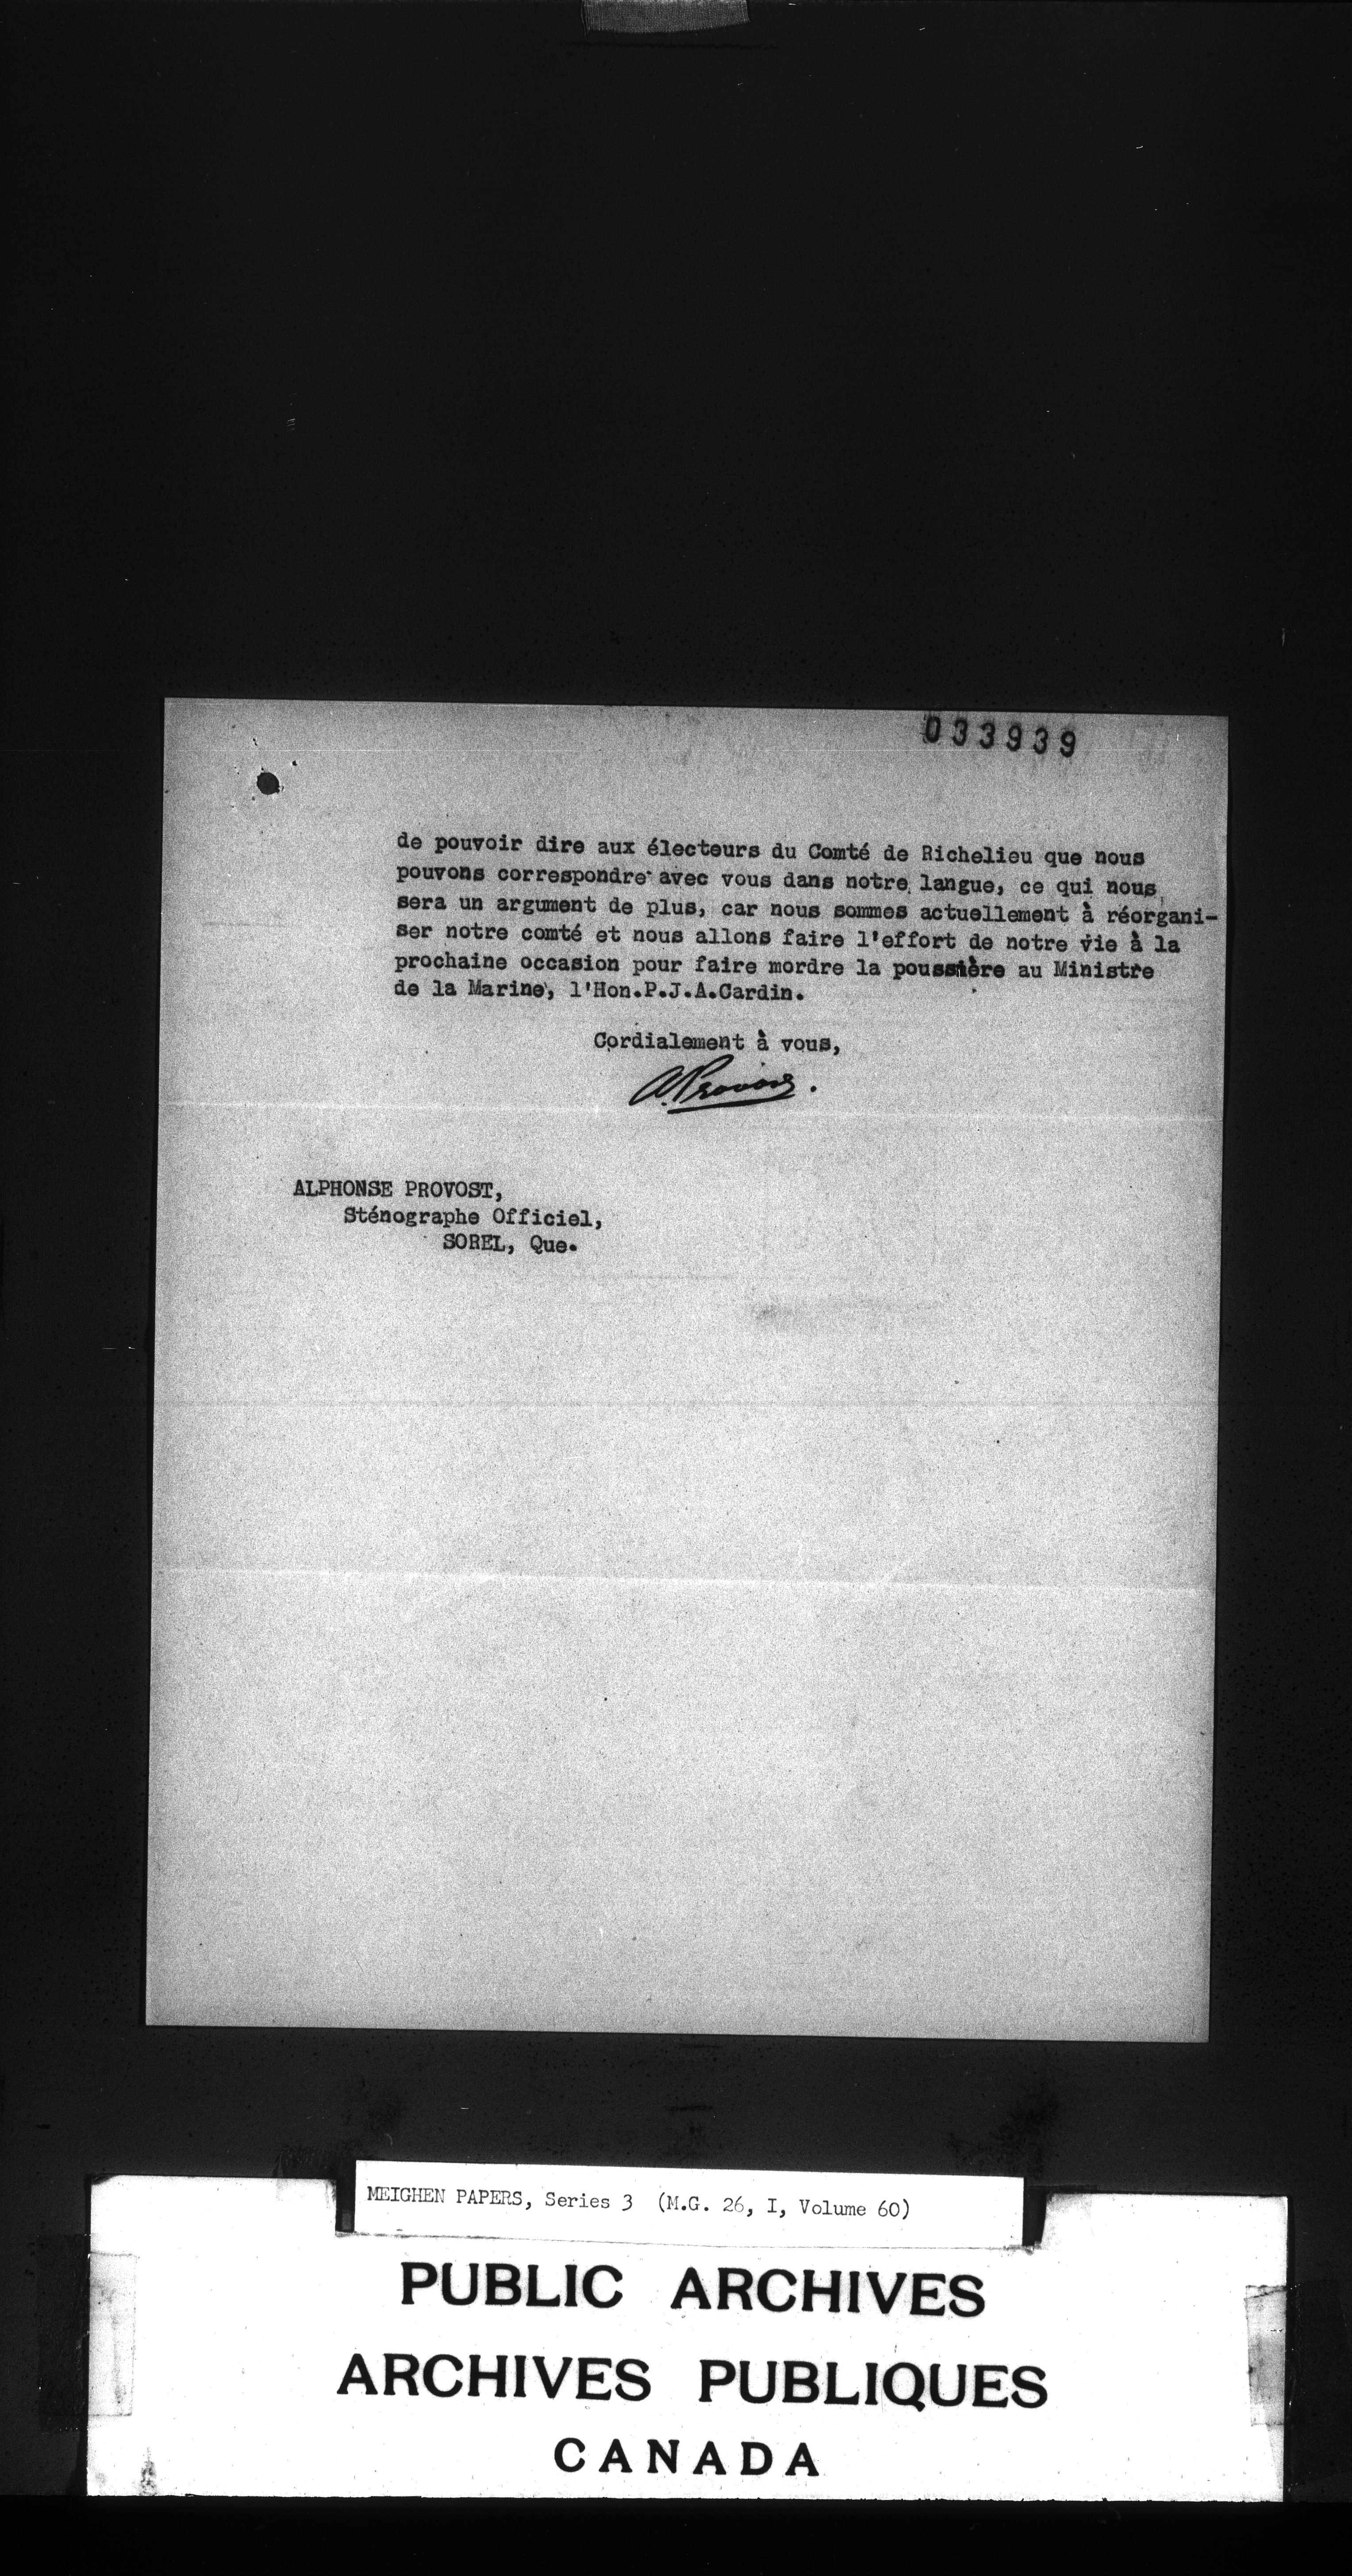 033939
de pouvoir dire aux électeurs du Comté de Richelieu que nous
pouvons correspondre avec vous dans notre langue, ce qui nous
sera un argument de plus, car nous sommes actuellement à réorgani-
ser notre comté et nous allons faire l'effort de notre vie à la
prochaine occasion pour faire mordre la poussière au Ministre
de la Marine, l'Hon.P.J.A.Cardin.
Cordialement à vous,
A. Provost.
ALPHONSE PROVOST,
Sténographe Officiel,
SOREL, Que.
MEIGHEN PAPERS, Series 3 (M.G. 26, I, Volume 60)
PUBLIC ARCHIVES
ARCHIVES PUBLIQUES
CANADA